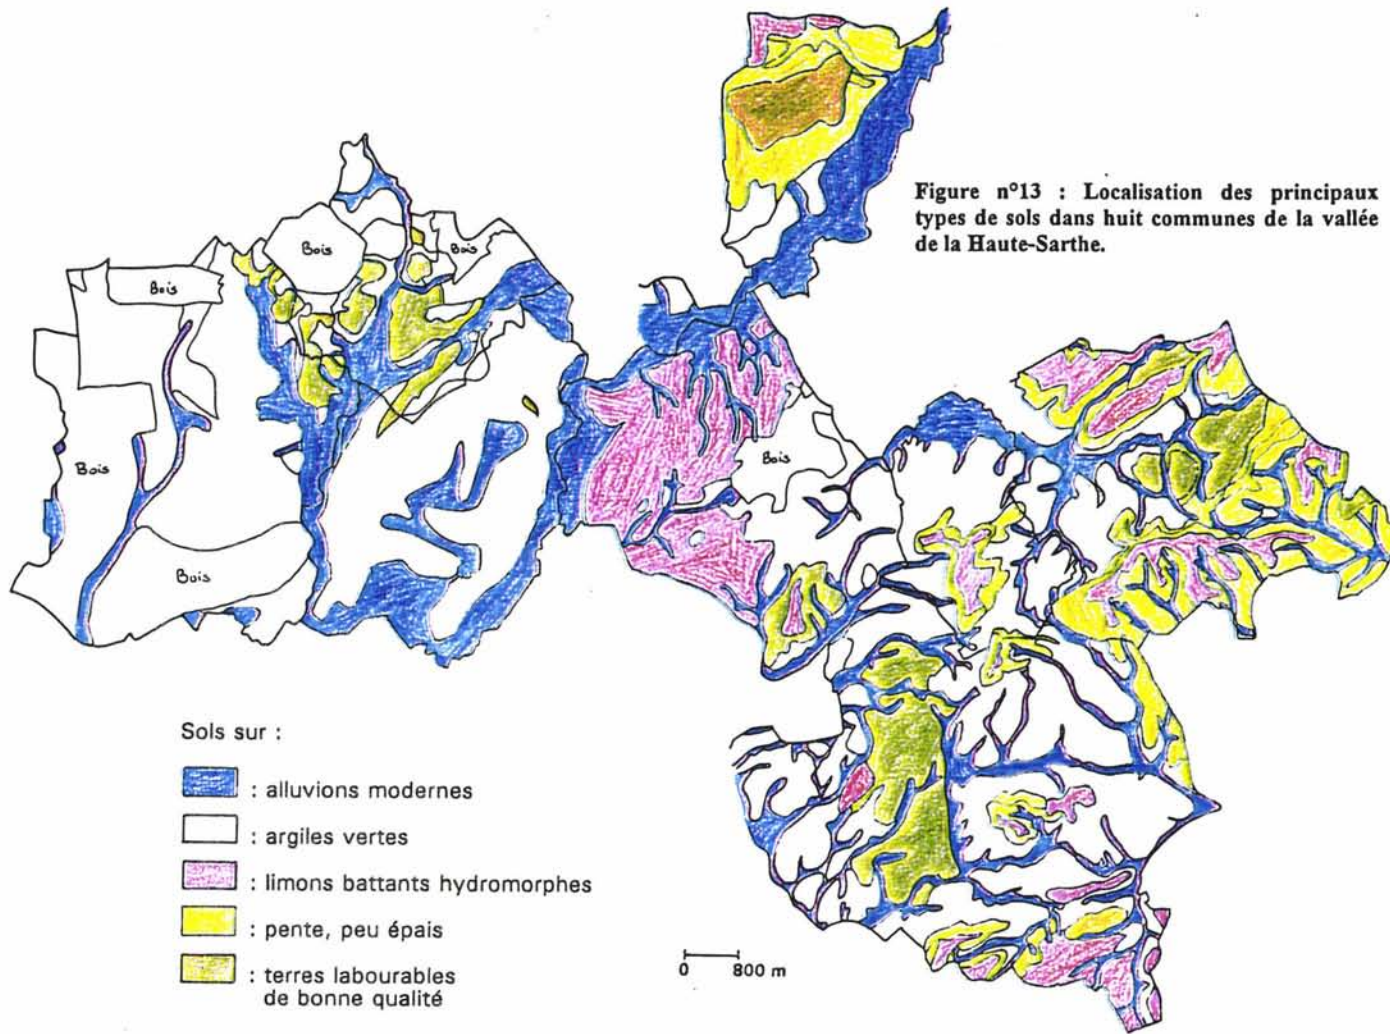 Figure n°13 : Localisation des principaux
types de sols dans huit communes de la vallée
de la Haute-Sarthe.
Bois
Bois
Bois
Bois
Bois
Bois
Sols sur :
: alluvions modernes
: argiles vertes
: limons battants hydromorphes
: pente, peu épais
: terres labourables
de bonne qualité
0 800 m